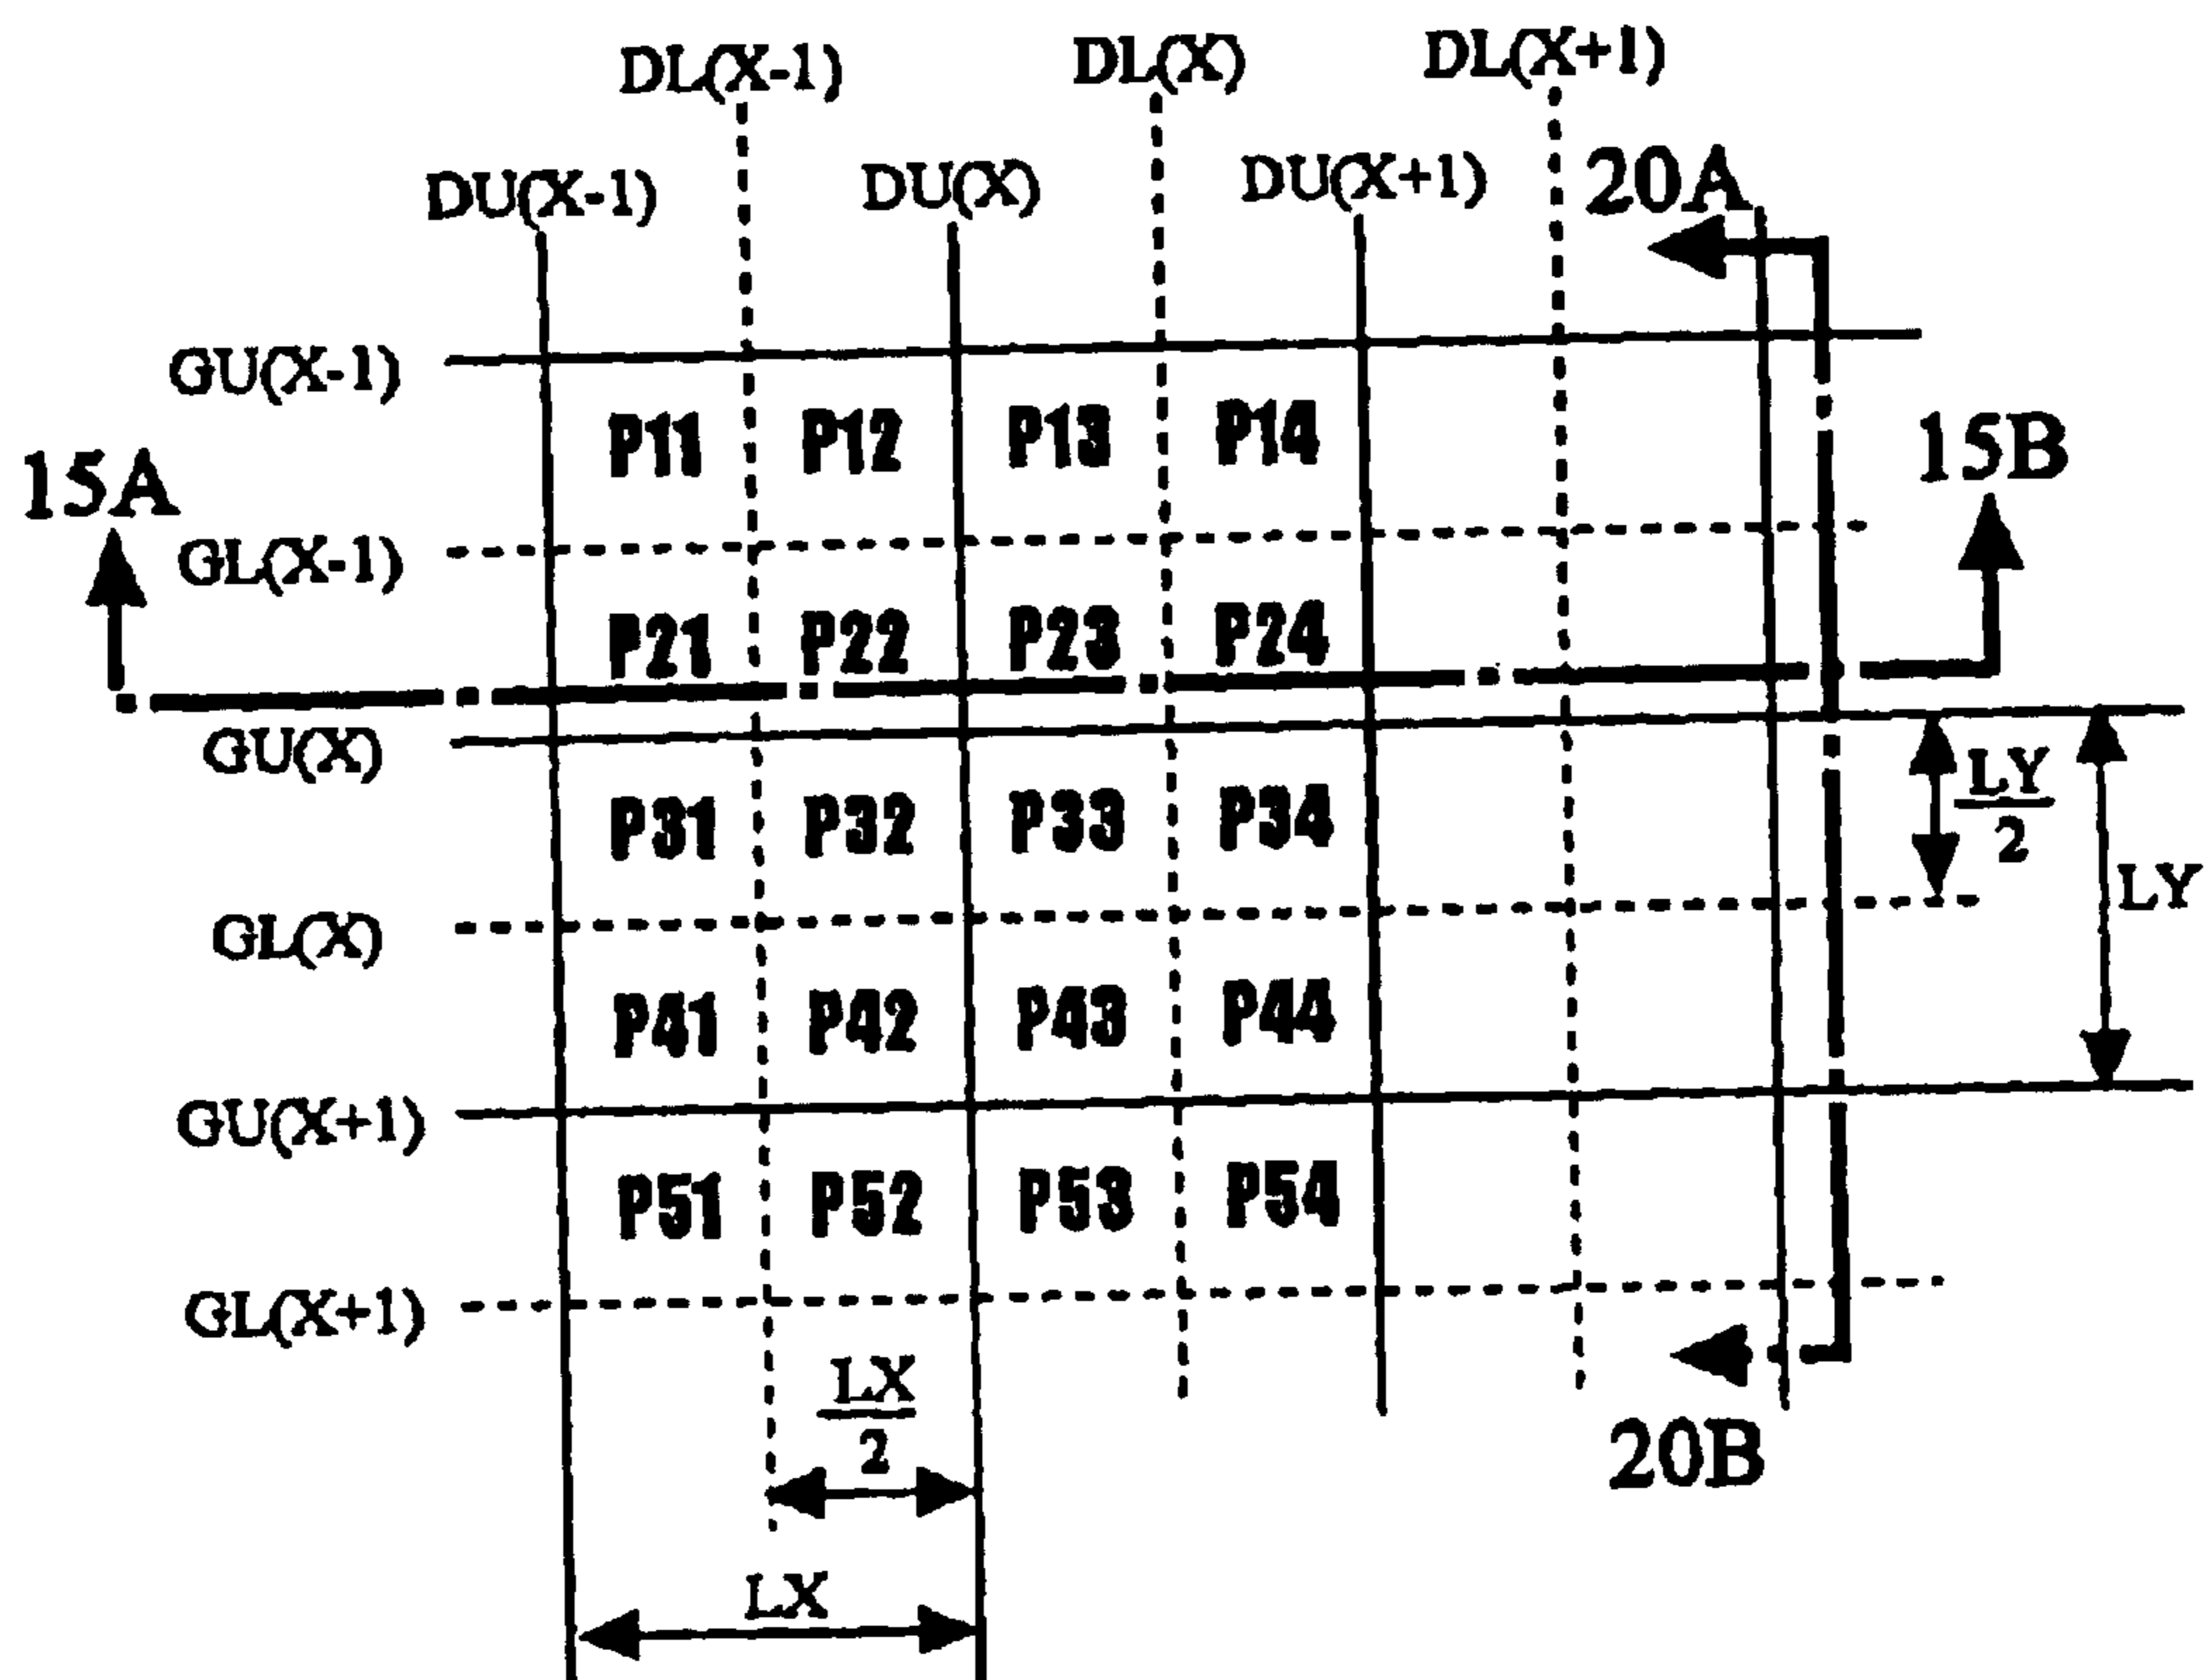 DL(X-1) DL(X) DL(X+1)
DU(X-1) DU(X) DU(X+1) 20A
GU(X-1)
P11 P12 P13 P14
15A 15B
GL(X-1)
P21 P22 P23 P24
GU(X)
LY
2
P31 P32 P33 P34
LY
GL(X)
P41 P42 P43 P44
GU(X+1)
P51 P52 P53 P54
GL(X+1)
LX
2
20B
LX